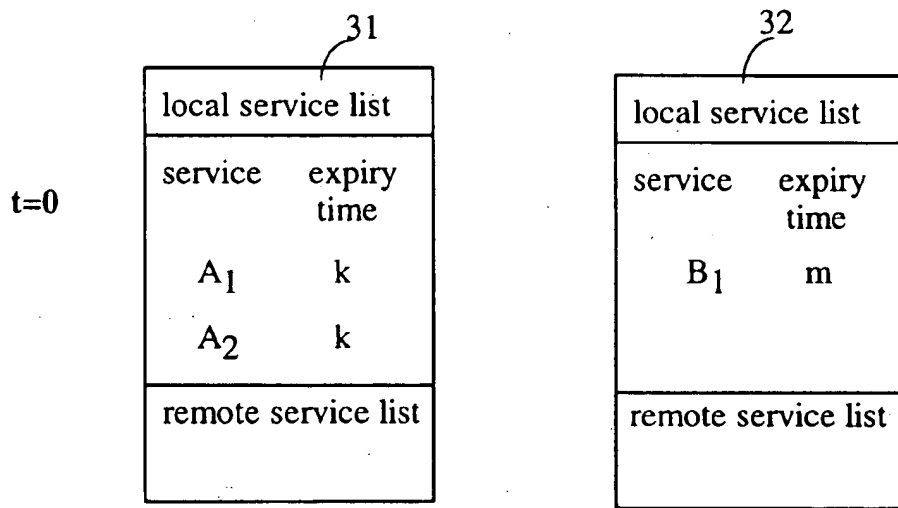 31
local service list
service expiry
time
A1 k
A2 k
remote service list
t=0
32
local service list
service expiry
time
B1 m
remote service list